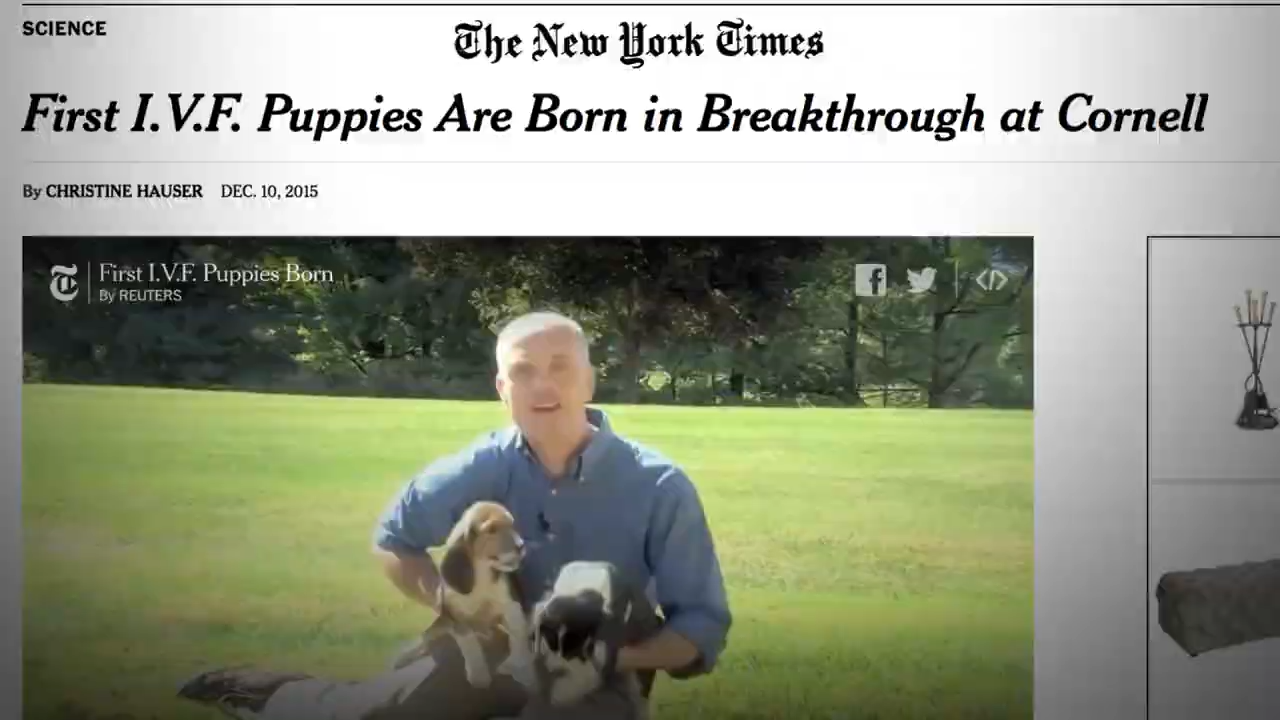 SCIENCE
The New York Times
First I.V.F. Puppies Are Born in Breakthrough at Cornell
By CHRISTINE HAUSER DEC. 10, 2015
First I.V.F. Puppies Born
By REUTERS